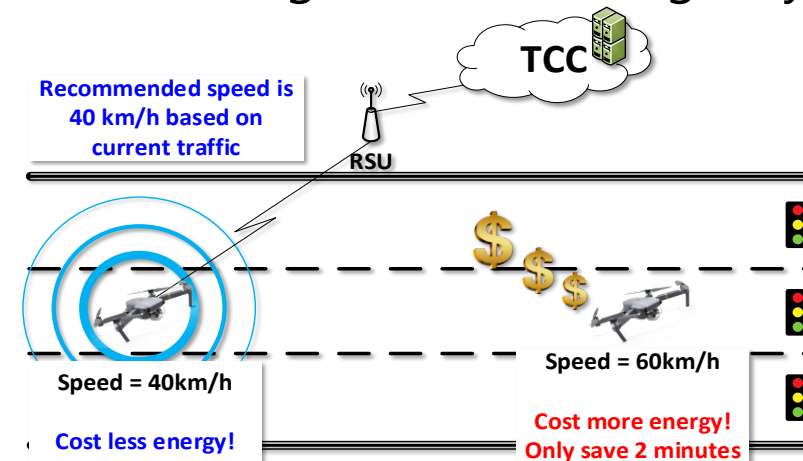 TCC
Recommended speed is
40 km/h based on
current traffic
RSU
$
$
$
Speed = 40km/h
Cost less energy!
Speed = 60km/h
Cost more energy!
Only save 2 minutes